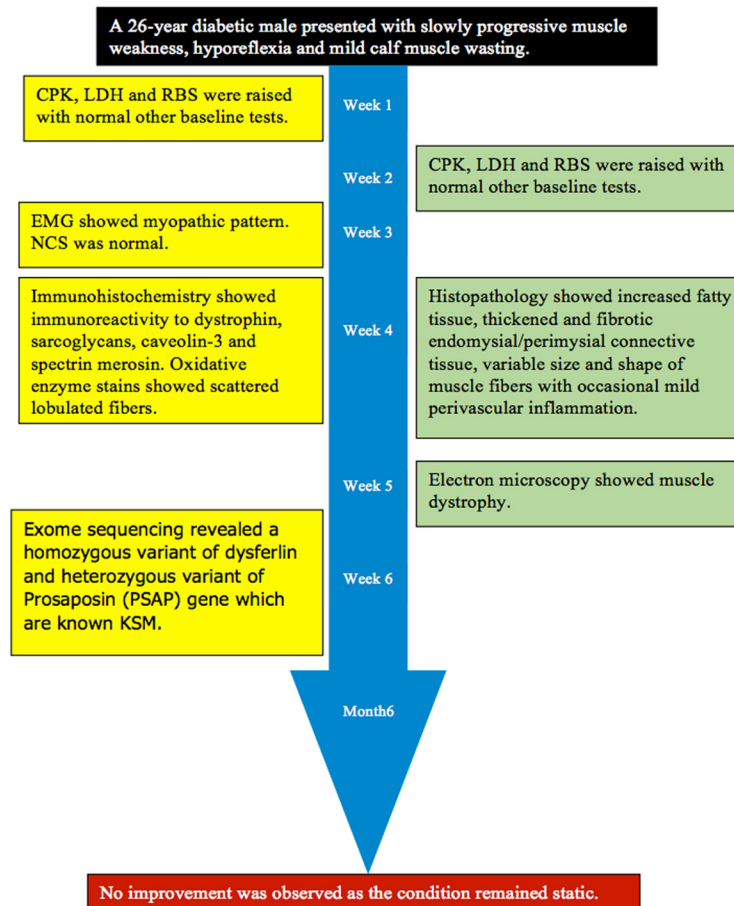 A 26-year diabetic male presented with slowly progressive muscle
weakness, hyporeflexia and mild calf muscle wasting.
CPK, LDH and RBS were raised
with normal other baseline tests.
Week 1
Week 2
CPK, LDH and RBS were raised with
normal other baseline tests.
EMG showed myopathic pattern.
NCS was normal.
Week 3
Immunohistochemistry showed
immunoreactivity to dystrophin,
sarcoglycans, caveolin-3 and
spectrin merosin. Oxidative
enzyme stains showed scattered
lobulated fibers.
Week 4
Histopathology showed increased fatty
tissue, thickened and fibrotic
endomysial/perimysial connective
tissue, variable size and shape of
muscle fibers with occasional mild
perivascular inflammation.
Week 5
Electron microscopy showed muscle
dystrophy.
Exome sequencing revealed a
homozygous variant of dysferlin
and heterozygous variant of
Prosaposin (PSAP) gene which
are known KSM.
Week 6
Month6
No improvement was observed as the condition remained static.